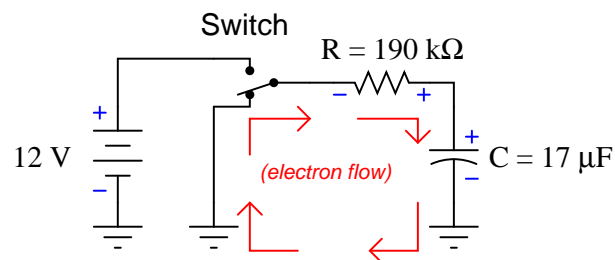 Switch
R = 190 kΩ
− +
+
12 V
−
(electron flow)
+
C = 17 μF
−